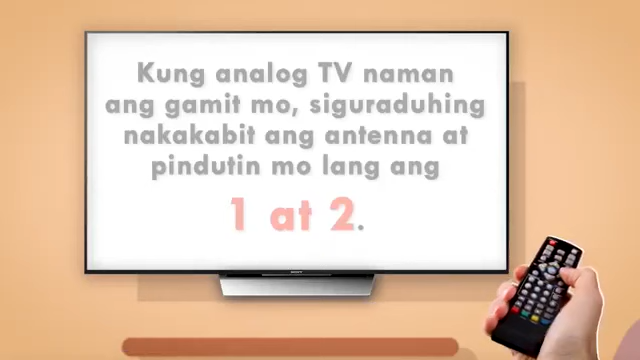 Kung analog TV naman
ang gamit mo, siguraduhing
nakakabit ang antenna at
pindutin mo lang ang
1 at 2.
SONY